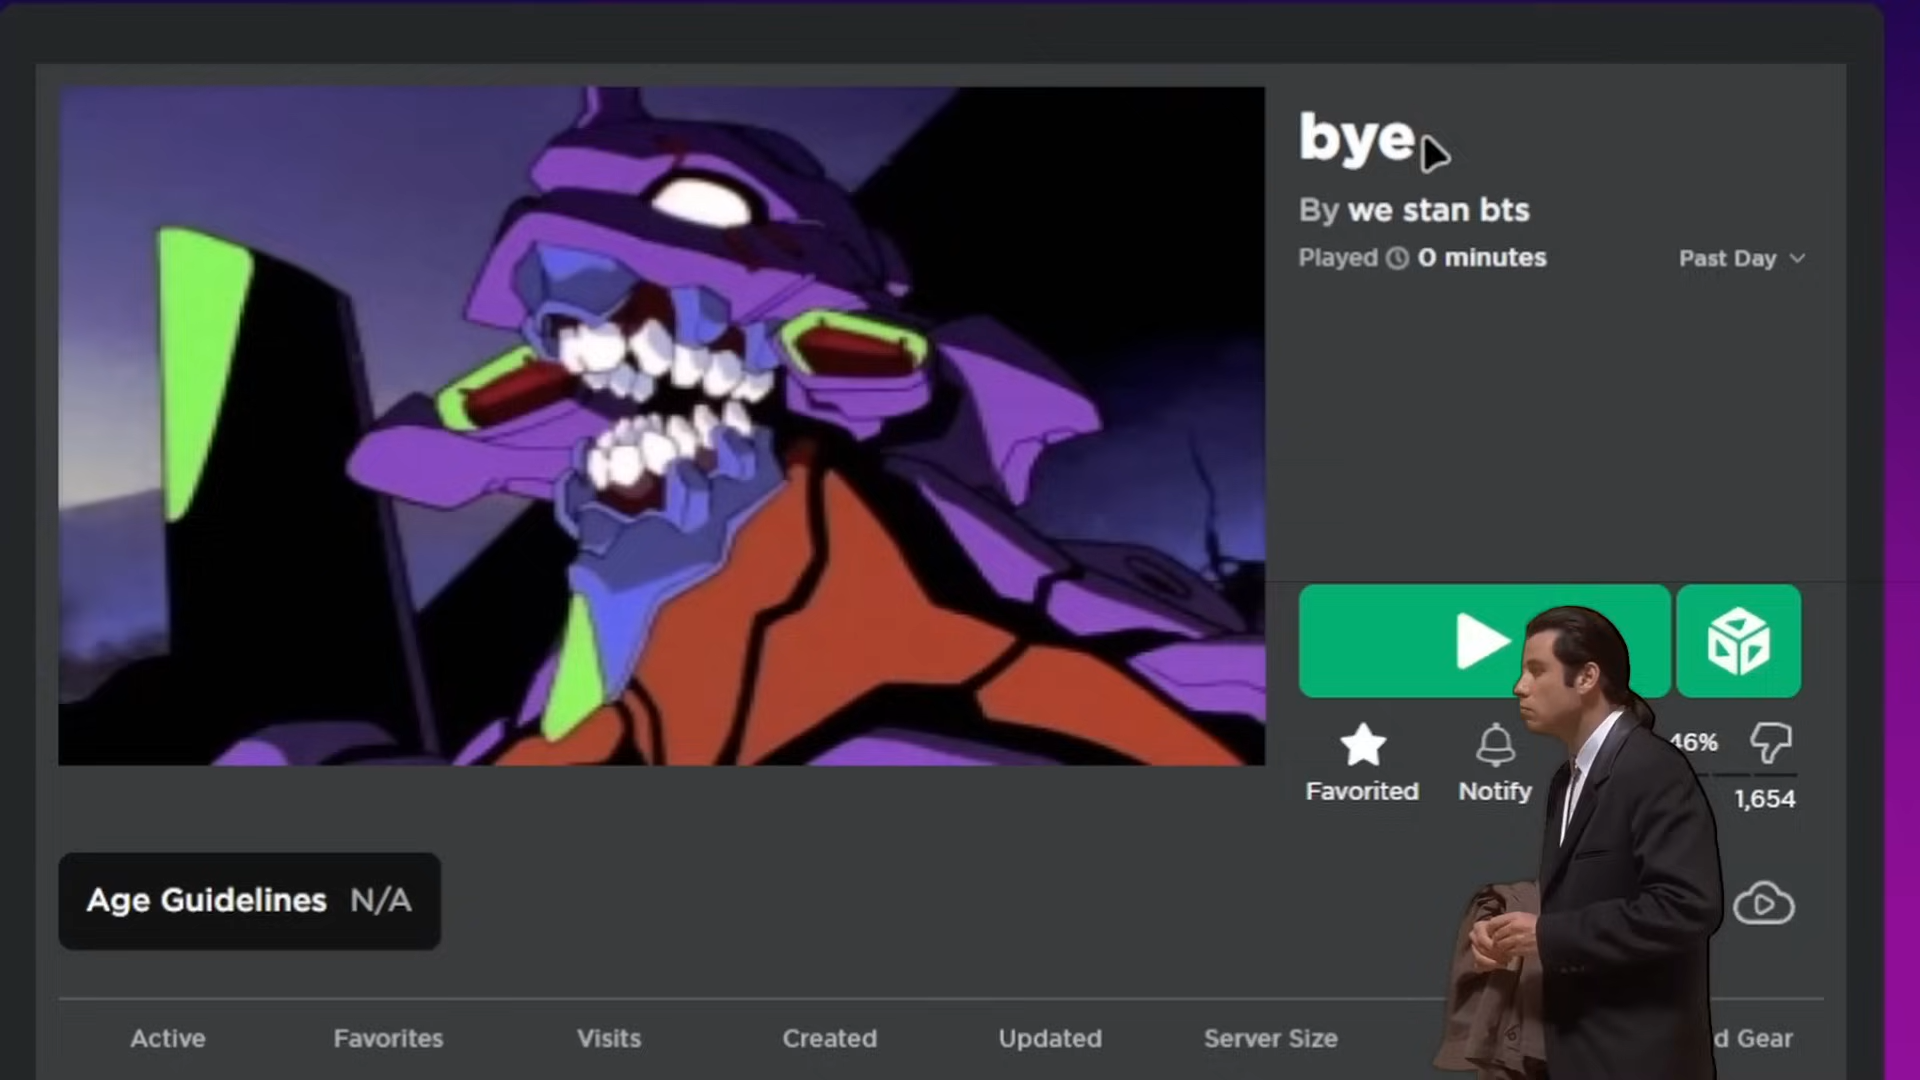 bye
By we stan bts
Played 0 minutes
Past Day
Favorited
Notify
46%
1,654
Age Guidelines N/A
Active
Favorites
Visits
Created
Updated
Server Size
Gear